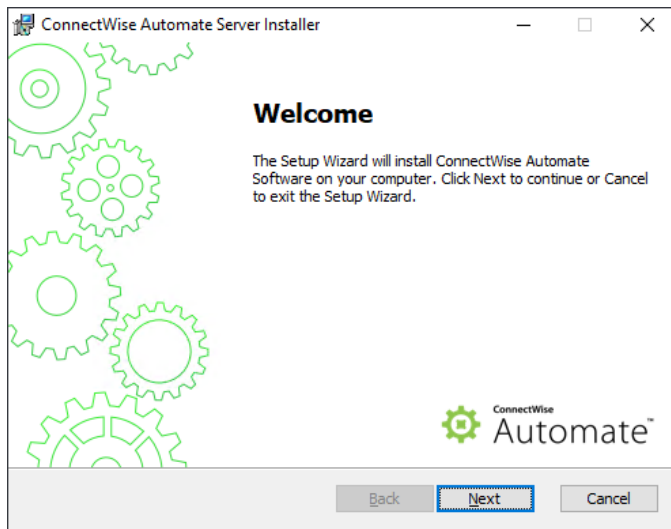 ConnectWise Automate Server Installer
Welcome
The Setup Wizard will install ConnectWise Automate
Software on your computer. Click Next to continue or Cancel
to exit the Setup Wizard.
ConnectWise
Automate™
Back
Next
Cancel